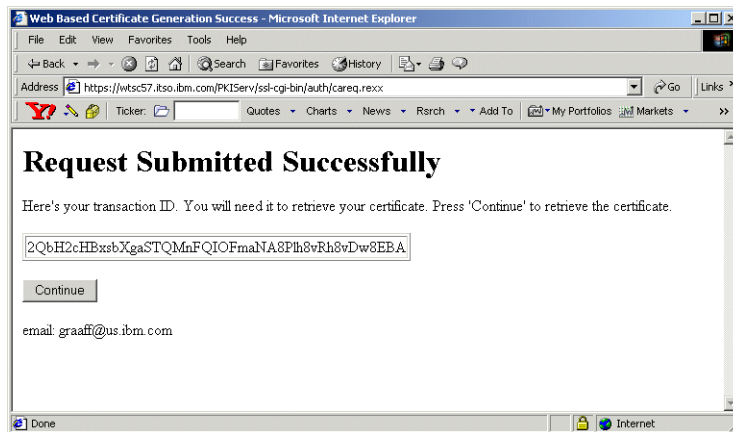 Web Based Certificate Generation Success - Microsoft Internet Explorer
File Edit View Favorites Tools Help
Back Search Favorites History
Address https://wtsc57.itso.ibm.com/PKIServ/ssl-cgi-bin/auth/careq.rexx Go Links
Y! Ticker: Quotes Charts News Rsrch Add To My Portfolios Markets
Request Submitted Successfully
Here's your transaction ID. You will need it to retrieve your certificate. Press 'Continue' to retrieve the certificate.
2QbH2cHBxsbXgaSTQMnFQIOFmaNA8Plh8vRh8vDw8EBA
Continue
email: graaff@us.ibm.com
Done Internet